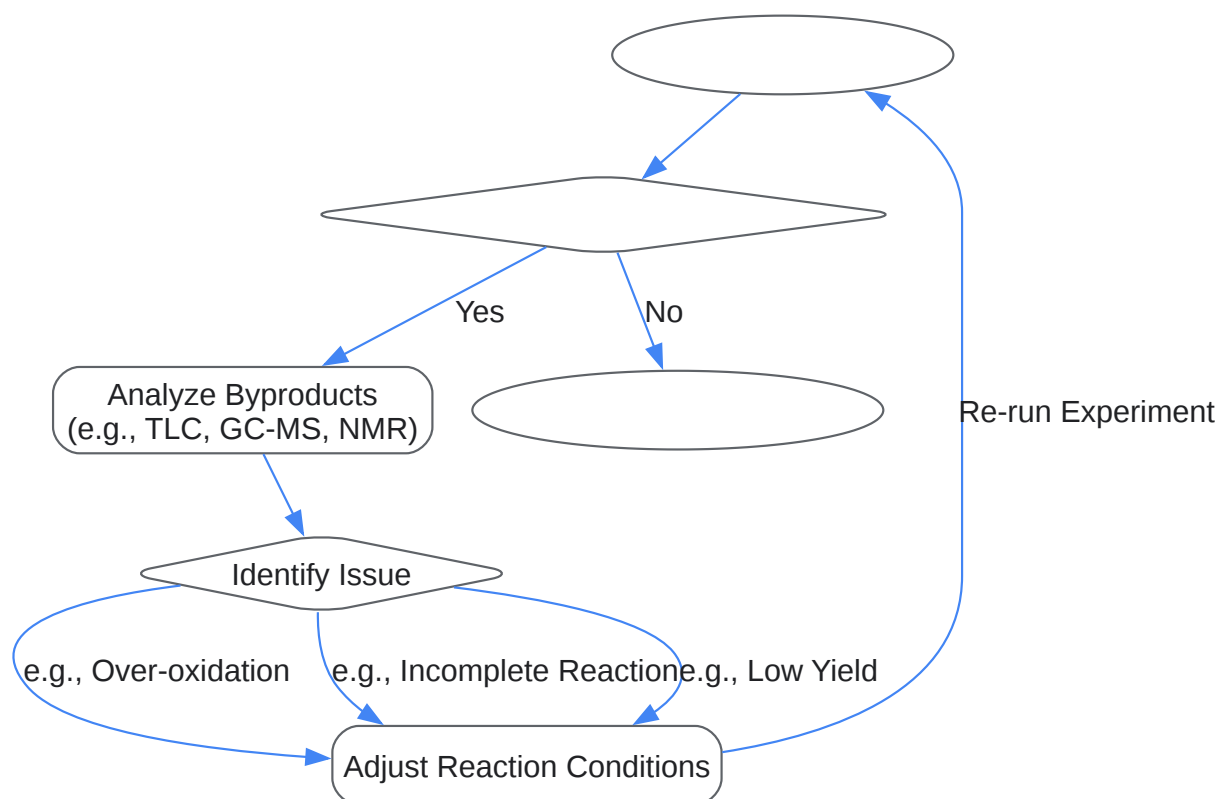 Yes
No
Analyze Byproducts
(e.g., TLC, GC-MS, NMR)
Re-run Experiment
Identify Issue
e.g., Over-oxidation
e.g., Incomplete Reaction
e.g., Low Yield
Adjust Reaction Conditions